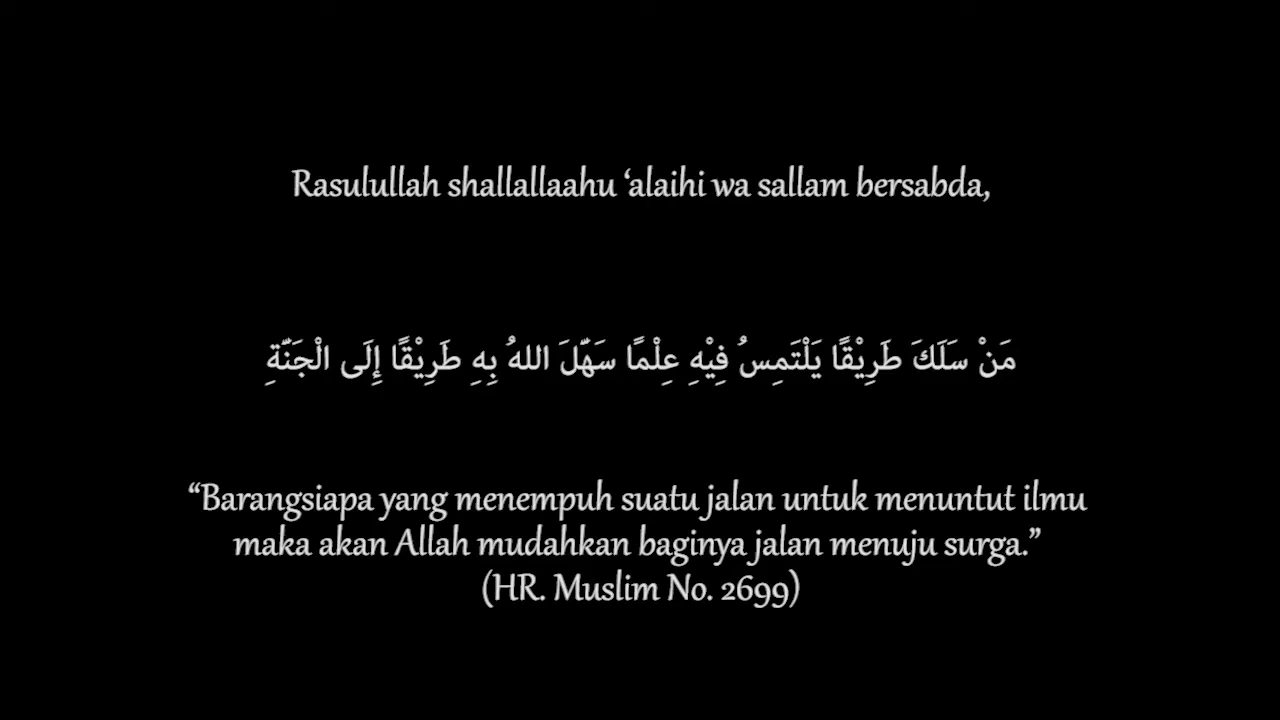 Rasulullah shallallaahu ‘alaihi wa sallam bersabda,
مَنْ سَلَكَ طَرِيْقًا يَلْتَمِسُ فِيْهِ عِلْمًا سَهَّلَ اللهُ بِهِ طَرِيْقًا إِلَى الْجَنَّةِ
“Barangsiapa yang menempuh suatu jalan untuk menuntut ilmu
maka akan Allah mudahkan baginya jalan menuju surga.”
(HR. Muslim No. 2699)